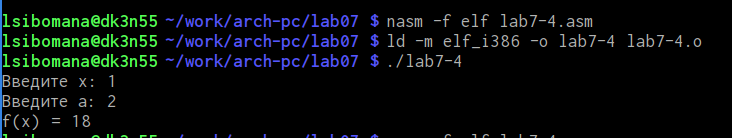 lsibomana@dk3n55 ~/work/arch-pc/lab07 $ nasm -f elf lab7-4.asm
lsibomana@dk3n55 ~/work/arch-pc/lab07 $ ld -m elf_i386 -o lab7-4 lab7-4.o
lsibomana@dk3n55 ~/work/arch-pc/lab07 $ ./lab7-4
Введите x: 1
Введите a: 2
f(x) = 18